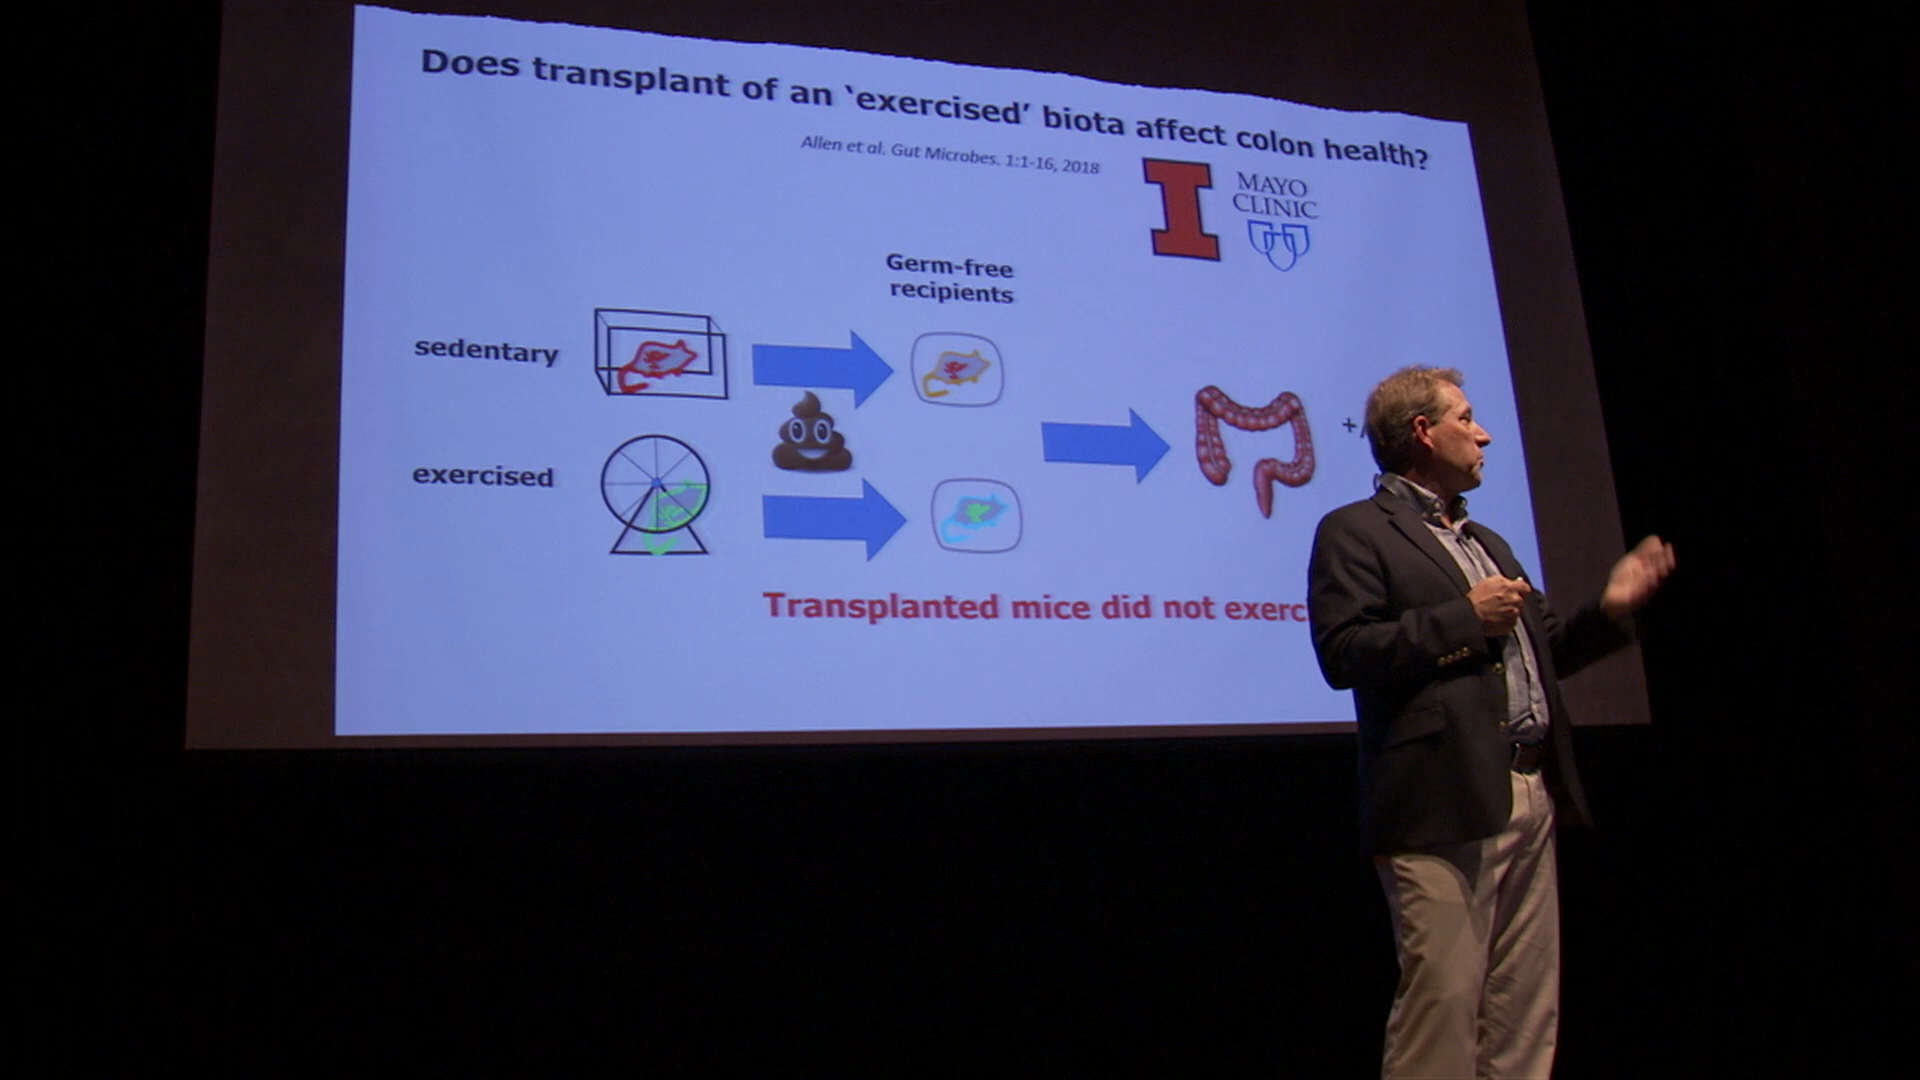 Does transplant of an ‘exercised’ biota affect colon health?
Allen et al. Gut Microbes. 1:1-16, 2018
MAYO
CLINIC
Germ-free
recipients
sedentary
+/
exercised
Transplanted mice did not exerc